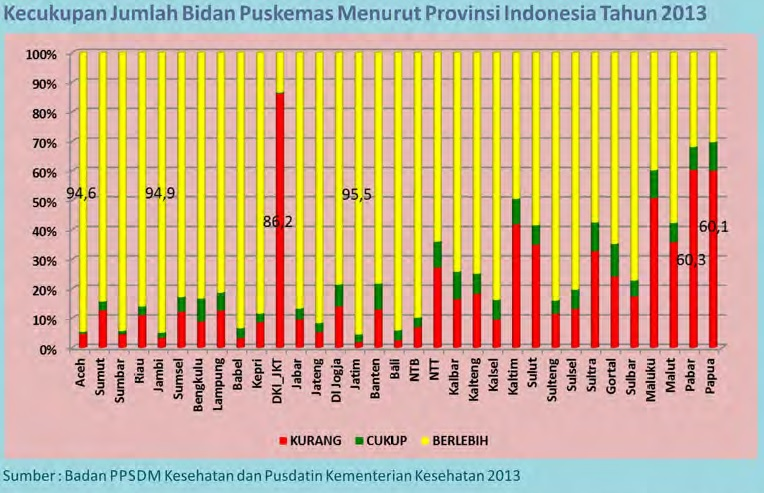 Kecukupan Jumlah Bidan Puskemas Menurut Provinsi Indonesia Tahun 2013
100%
90%
80%
70%
60%
50%
40%
30%
20%
10%
0%
94,6
94,9
86,2
95,5
60,3
60,1
Aceh
Sumut
Sumbar
Riau
Jambi
Sumsel
Bengkulu
Lampung
Babel
Kepri
DKI_JKT
Jabar
Jateng
DI Jogja
Jatim
Banten
Bali
NTB
NTT
Kalbar
Kalteng
Kalsel
Kaltim
Sulut
Sulteng
Sulsel
Sultra
Gortal
Sulbar
Maluku
Malut
Pabar
Papua
KURANG CUKUP BERLEBIH
Sumber : Badan PPSDM Kesehatan dan Pusdatin Kementerian Kesehatan 2013